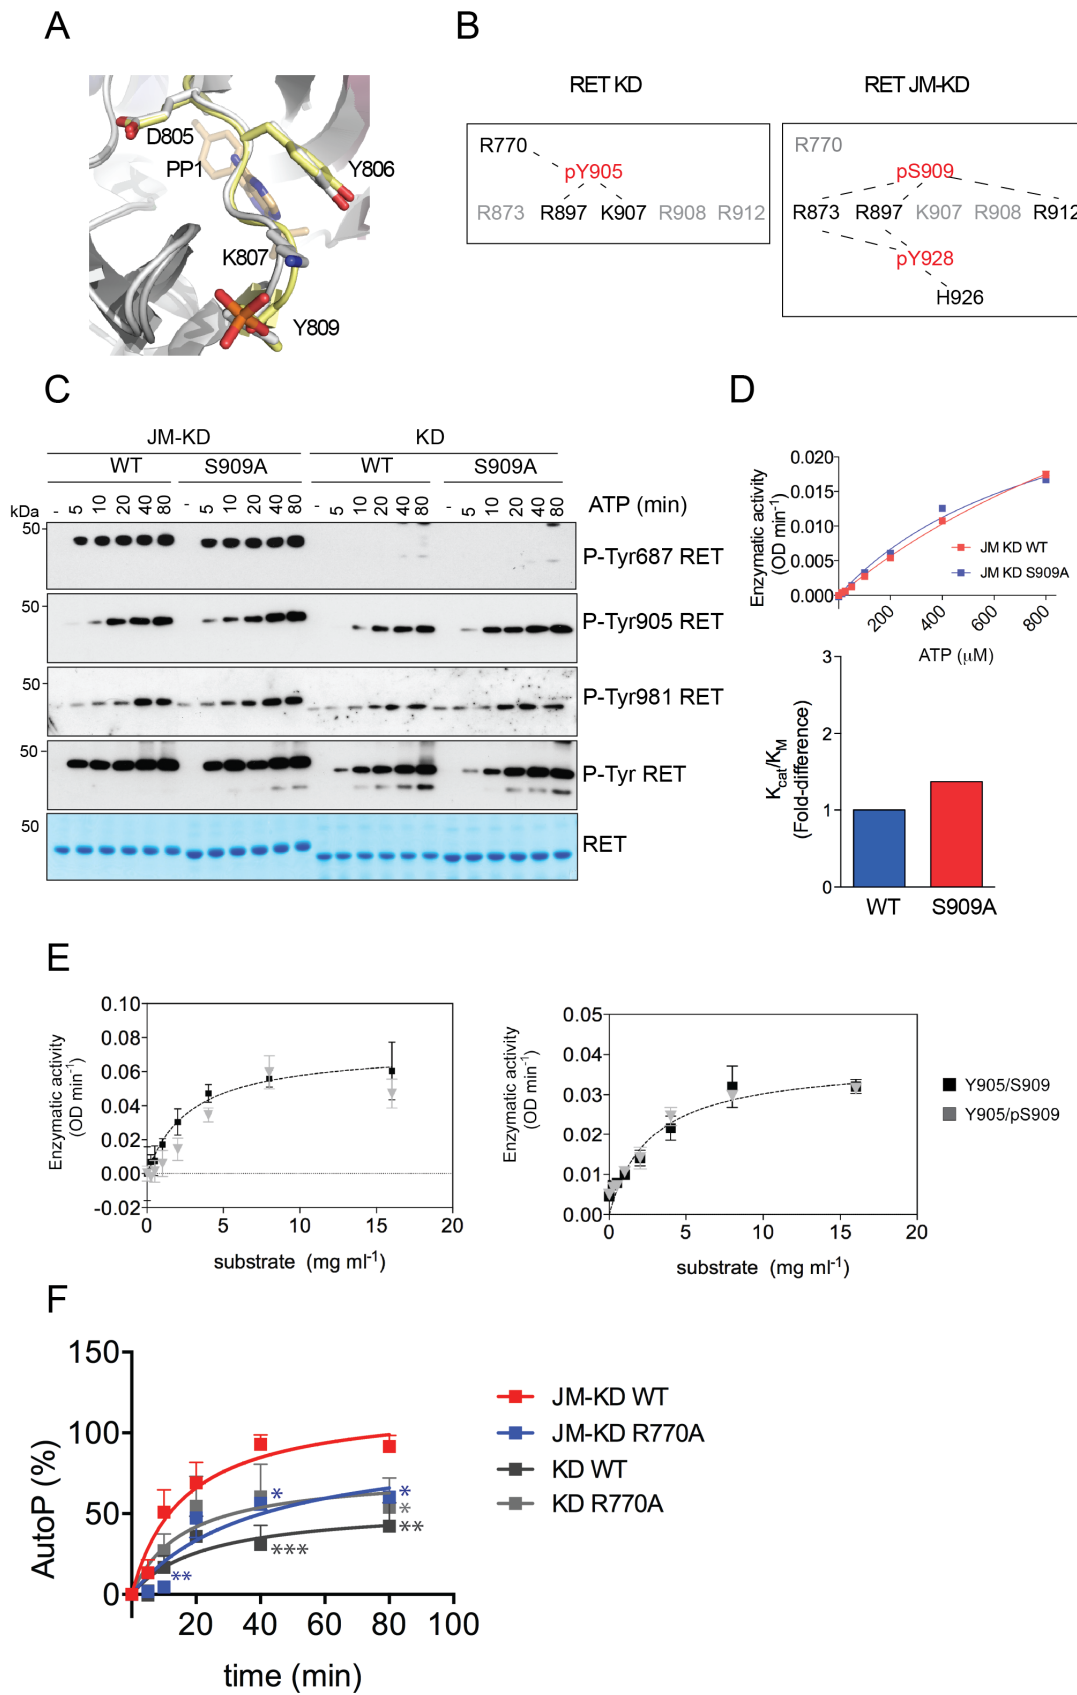 A
D805
PP1
Y806
K807
Y809
B
RET KD
RET JM-KD
R770
pY905
R873 R897 K907 R908 R912
R770
pS909
R873 R897 K907 R908 R912
pY928
H926
C
JM-KD KD
WT S909A WT S909A
kDa - 5 10 20 40 80 - 5 10 20 40 80 - 5 10 20 40 80 - 5 10 20 40 80 ATP (min)
50 P-Tyr687 RET
50 P-Tyr905 RET
50 P-Tyr981 RET
50 P-Tyr RET
50 RET
D
Enzymatic activity
(OD min-1)
0.020
0.015
0.010
0.005
0.000
JM KD WT
JM KD S909A
200 400 600 800
ATP (µM)
Kcat/KM
(Fold-difference)
3
2
1
0
WT S909A
E
Enzymatic activity
(OD min-1)
0.10
0.08
0.06
0.04
0.02
0.00
-0.02
0 5 10 15 20
substrate (mg ml-1)
Enzymatic activity
(OD min-1)
0.05
0.04
0.03
0.02
0.01
0.00
0 5 10 15 20
substrate (mg ml-1)
Y905/S909
Y905/pS909
F
AutoP (%)
150
100
50
0
20 40 60 80 100
time (min)
**
*
***
*
*
**
JM-KD WT
JM-KD R770A
KD WT
KD R770A